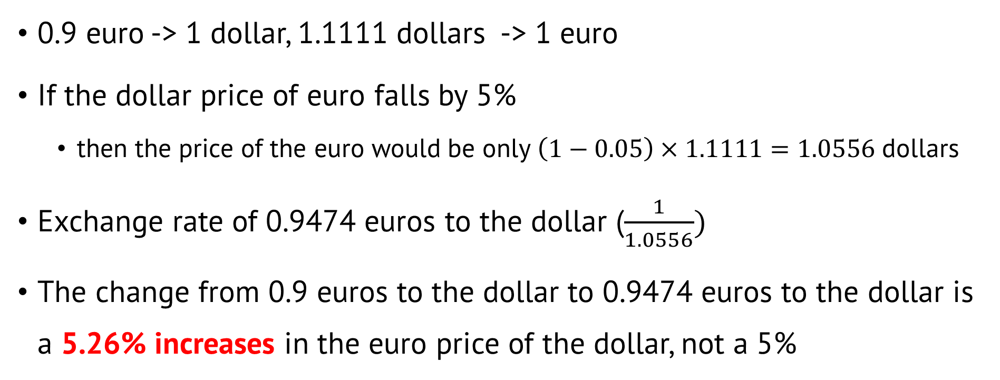 • 0.9 euro -> 1 dollar, 1.1111 dollars -> 1 euro
• If the dollar price of euro falls by 5%
• then the price of the euro would be only (1 − 0.05) × 1.1111 = 1.0556 dollars
• Exchange rate of 0.9474 euros to the dollar (1/1.0556)
• The change from 0.9 euros to the dollar to 0.9474 euros to the dollar is
a 5.26% increases in the euro price of the dollar, not a 5%